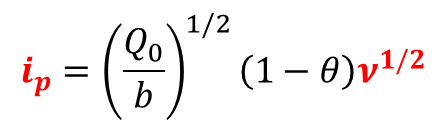 i_p = (Q_0/b)^{1/2} (1 − θ)ν^{1/2}